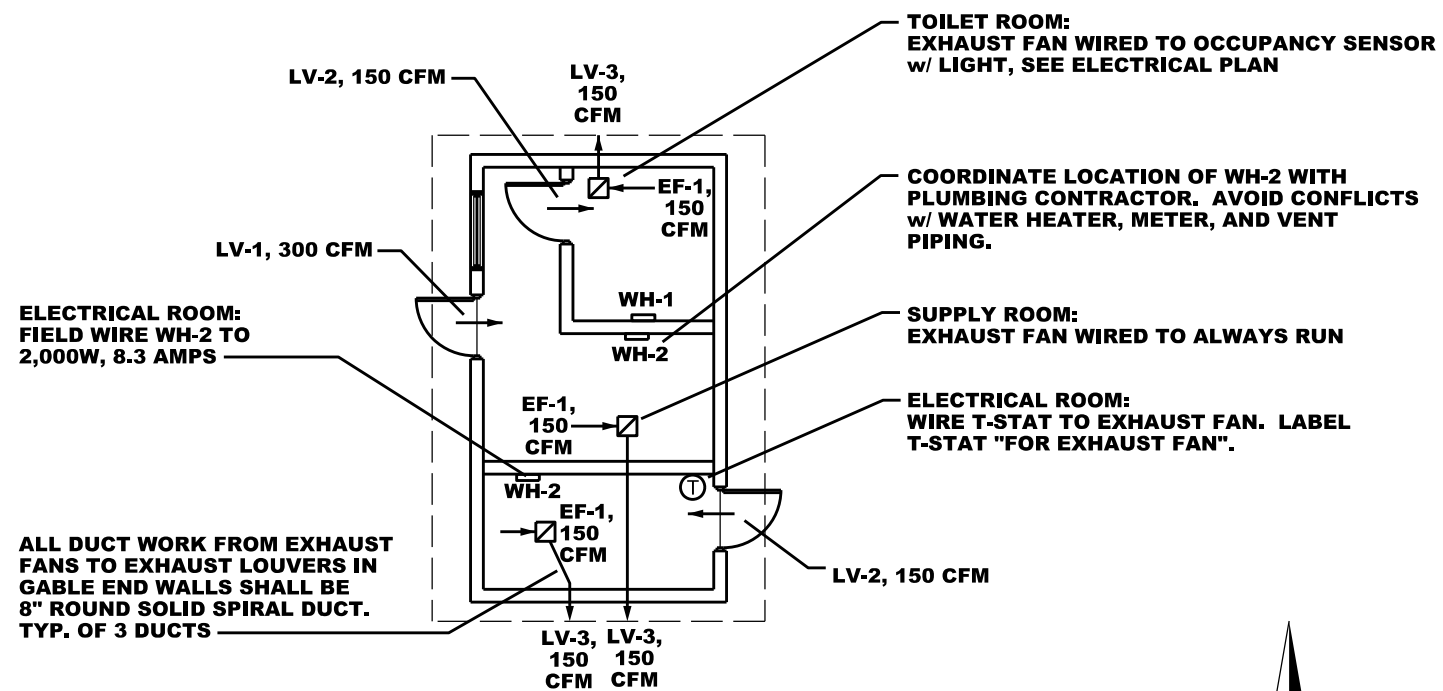 TOILET ROOM:
EXHAUST FAN WIRED TO OCCUPANCY SENSOR
w/ LIGHT, SEE ELECTRICAL PLAN
LV-2, 150 CFM
LV-3,
150
CFM
EF-1,
150
CFM
COORDINATE LOCATION OF WH-2 WITH
PLUMBING CONTRACTOR. AVOID CONFLICTS
w/ WATER HEATER, METER, AND VENT
PIPING.
LV-1, 300 CFM
WH-1
WH-2
ELECTRICAL ROOM:
FIELD WIRE WH-2 TO
2,000W, 8.3 AMPS
SUPPLY ROOM:
EXHAUST FAN WIRED TO ALWAYS RUN
EF-1,
150
CFM
ELECTRICAL ROOM:
WIRE T-STAT TO EXHAUST FAN. LABEL
T-STAT "FOR EXHAUST FAN".
WH-2
T
EF-1,
150
CFM
ALL DUCT WORK FROM EXHAUST
FANS TO EXHAUST LOUVERS IN
GABLE END WALLS SHALL BE
8" ROUND SOLID SPIRAL DUCT.
TYP. OF 3 DUCTS
LV-2, 150 CFM
LV-3,
150
CFM
LV-3,
150
CFM